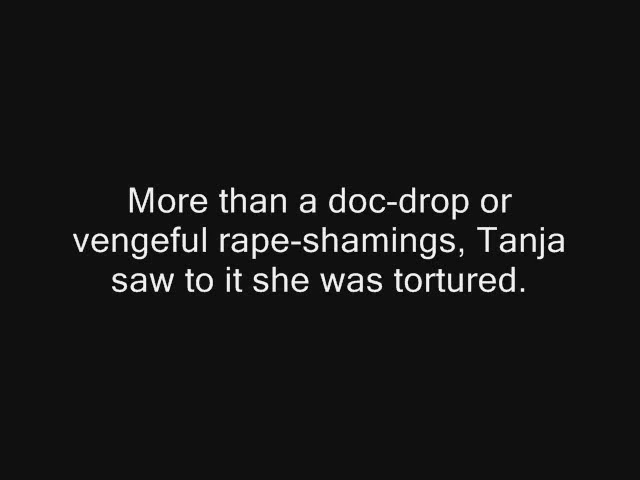 More than a doc-drop or
vengeful rape-shamings, Tanja
saw to it she was tortured.